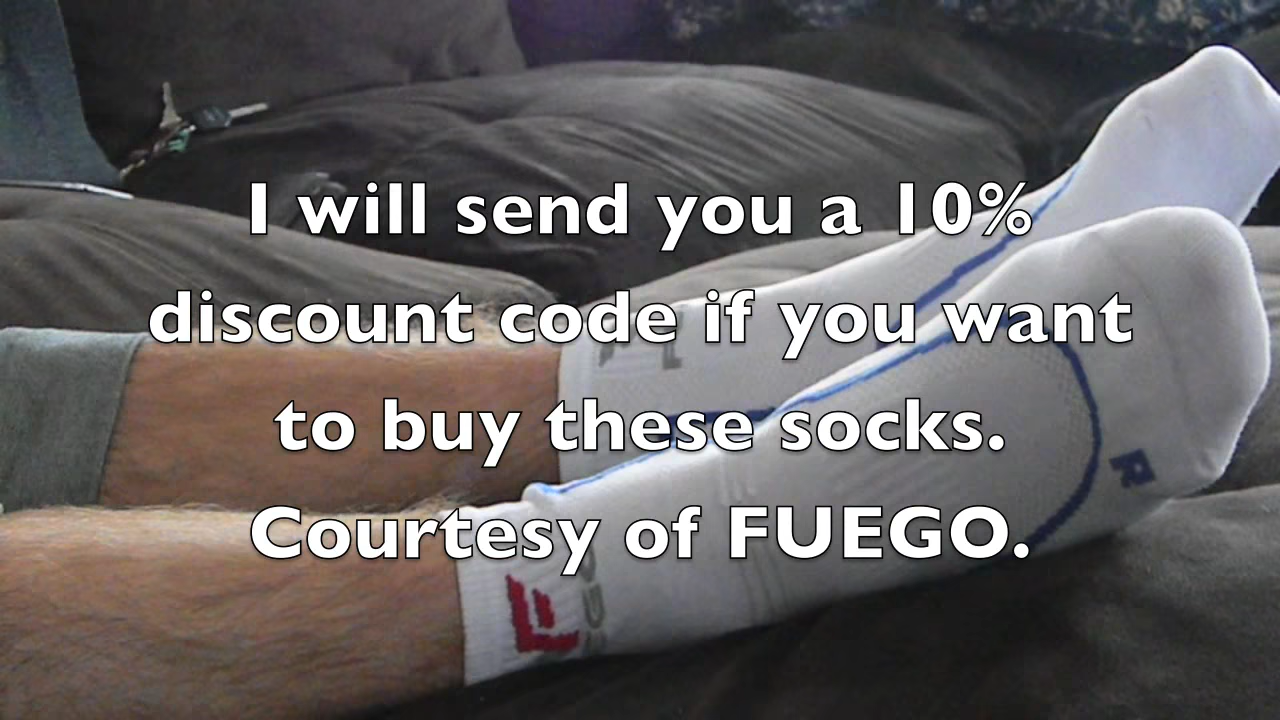 I will send you a 10%
discount code if you want
to buy these socks.
Courtesy of FUEGO.
R